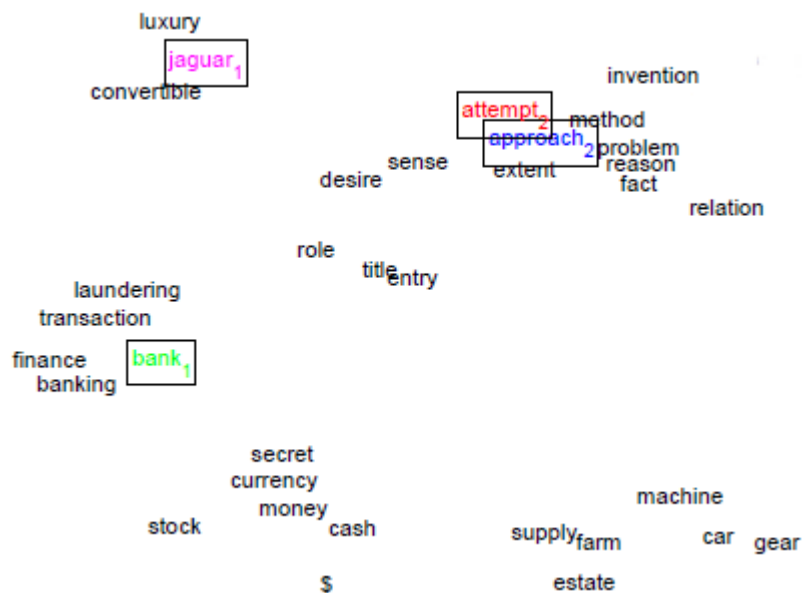 luxury
jaguar1
convertible
invention
attempt2
method
approach2
problem
sense
extent
reason
desire
fact
relation
role
title
entry
laundering
transaction
finance
bank1
banking
secret
currency
money
machine
stock
cash
supply
farm
car
gear
$
estate